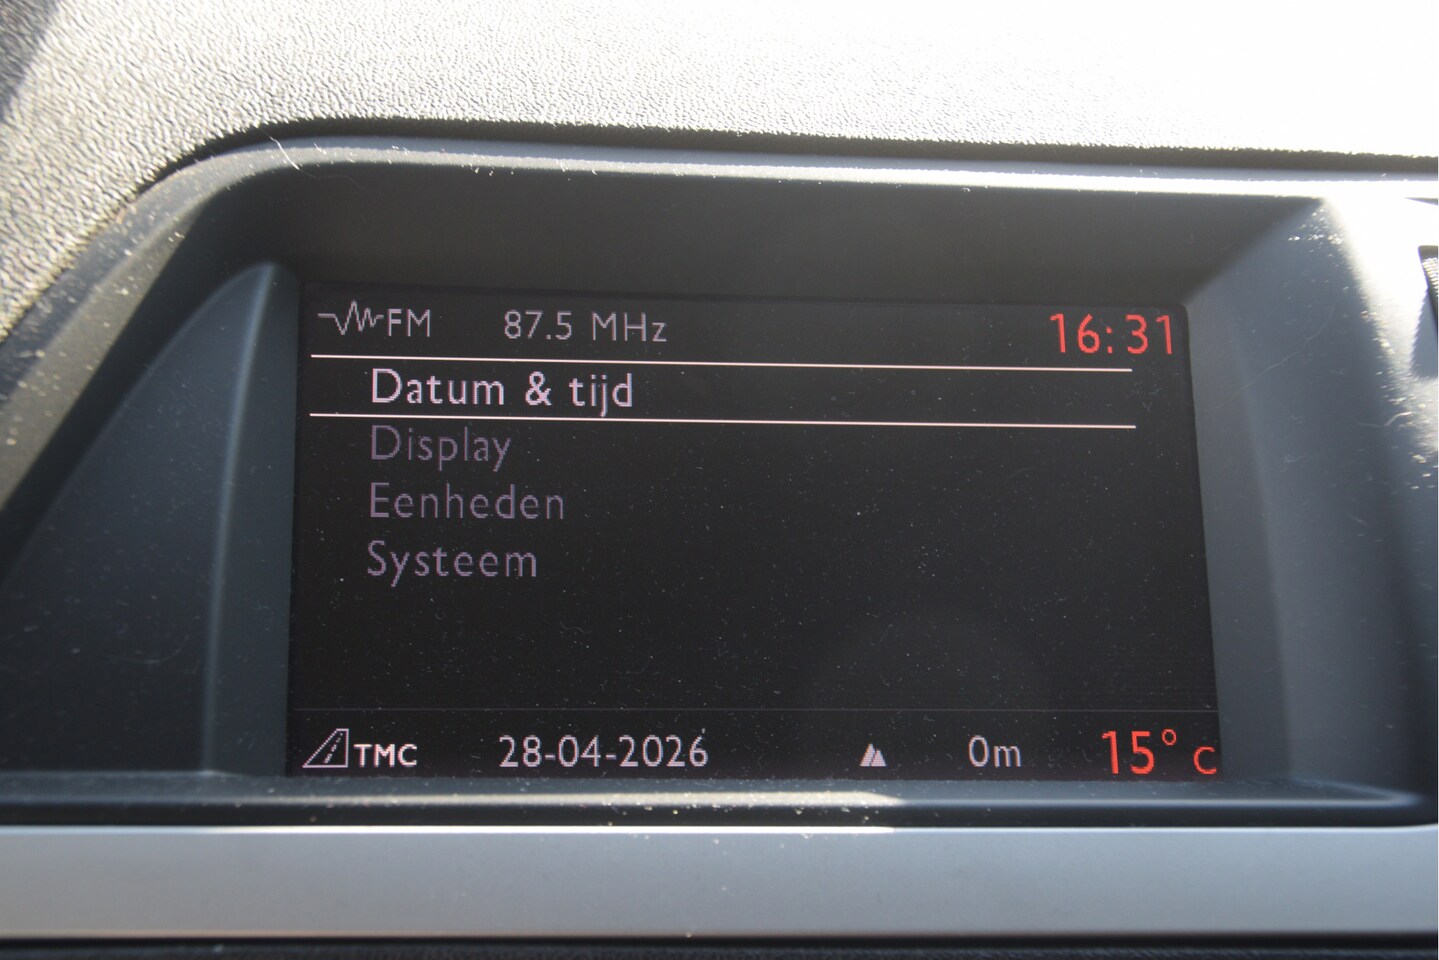 FM 87.5 MHz 16:31
Datum & tijd
Display
Eenheden
Systeem
TMC 28-04-2026 0m 15° C